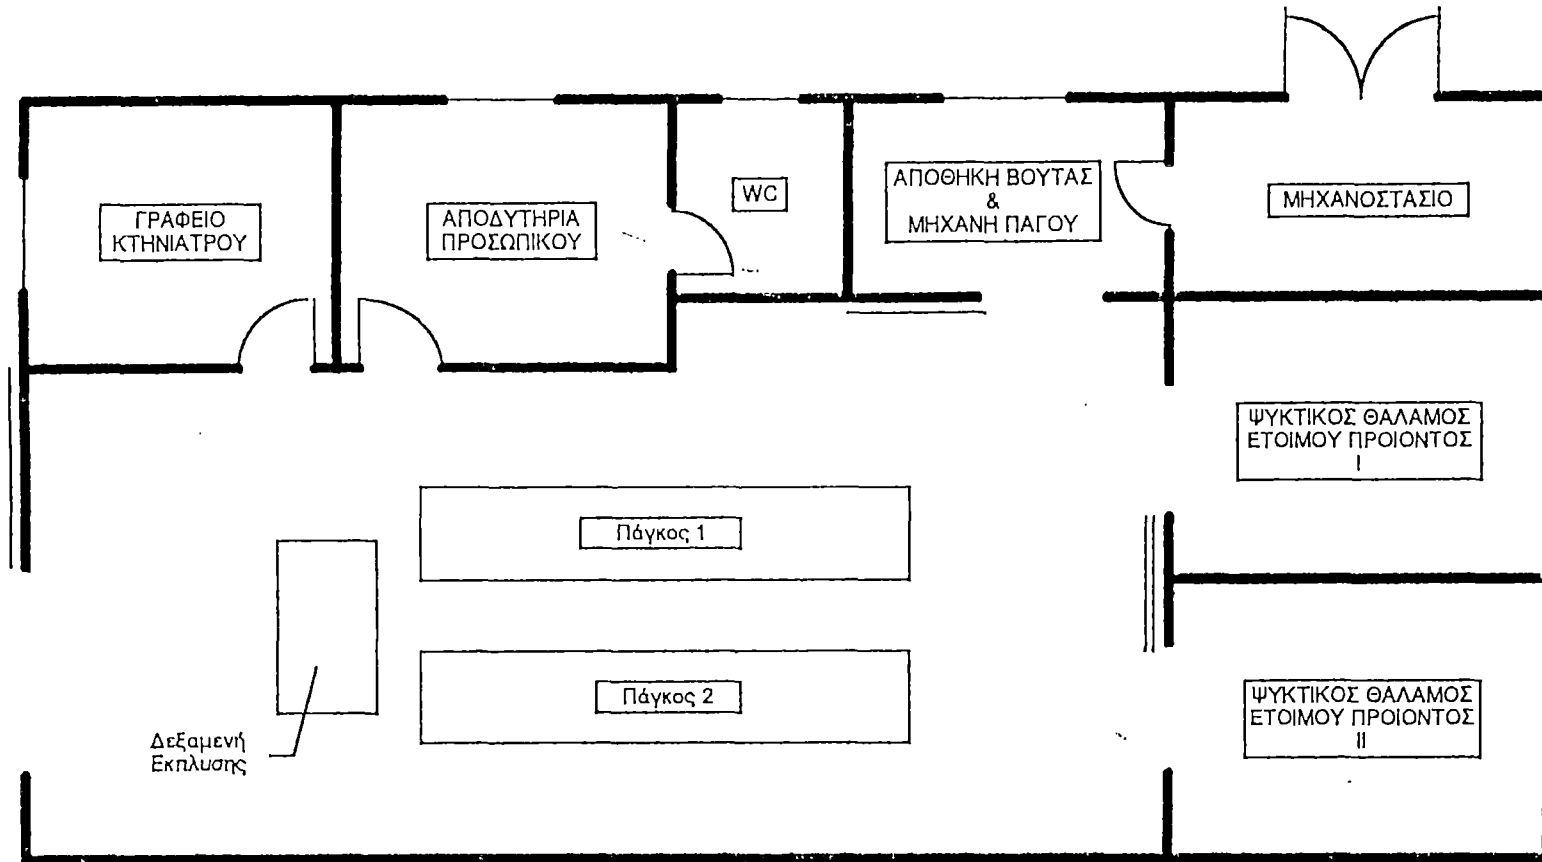 ΓΡΑΦΕΙΟ
ΚΤΗΝΙΑΤΡΟΥ
ΑΠΟΔΥΤΗΡΙΑ
ΠΡΟΣΩΠΙΚΟΥ
WC
ΑΠΟΘΗΚΗ ΒΟΥΤΑΣ
&
ΜΗΧΑΝΗ ΠΑΓΟΥ
ΜΗΧΑΝΟΣΤΑΣΙΟ
ΨΥΚΤΙΚΟΣ ΘΑΛΑΜΟΣ
ΕΤΟΙΜΟΥ ΠΡΟΙΟΝΤΟΣ
I
Πάγκος 1
Πάγκος 2
ΨΥΚΤΙΚΟΣ ΘΑΛΑΜΟΣ
ΕΤΟΙΜΟΥ ΠΡΟΙΟΝΤΟΣ
II
Δεξαμενή
Εκπλυσης